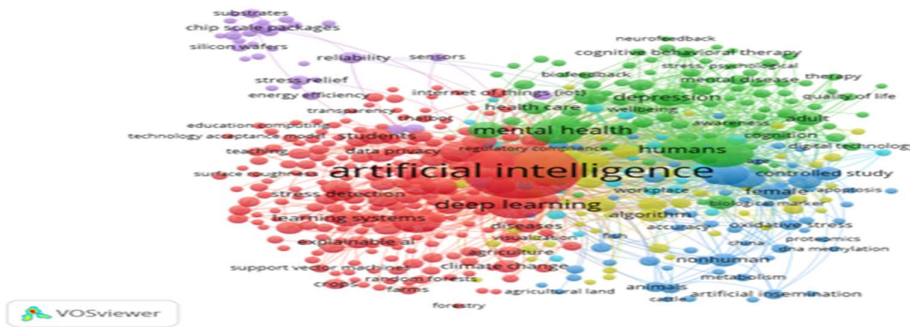 substrates
chip scale packages
silicon wafers
neurofeedback
cognitive behavioral therapy
reliability
sensors
stress, psychological
biofeedback
mental disease
therapy
stress relief
energy efficiency
internet of things (iot)
depression
quality of life
health care
wellbeing
transparency
chatbot
adult
awareness
education computing
mental health
technology acceptance model
students
cognition
regulatory compliance
humans
digital technology
teaching
data privacy
age
surface roughness
artificial intelligence
controlled study
stress detection
workplace
female
apoptosis
deep learning
biological marker
learning systems
algorithm
diseases
accuracy
oxidative stress
visualization
fish
explainable ai
china
proteomics
agriculture
dna methylation
support vector machines
climate change
nonhuman
random forests
metabolism
crops
farms
agricultural land
animals
cattle
artificial insemination
forestry
VOSviewer